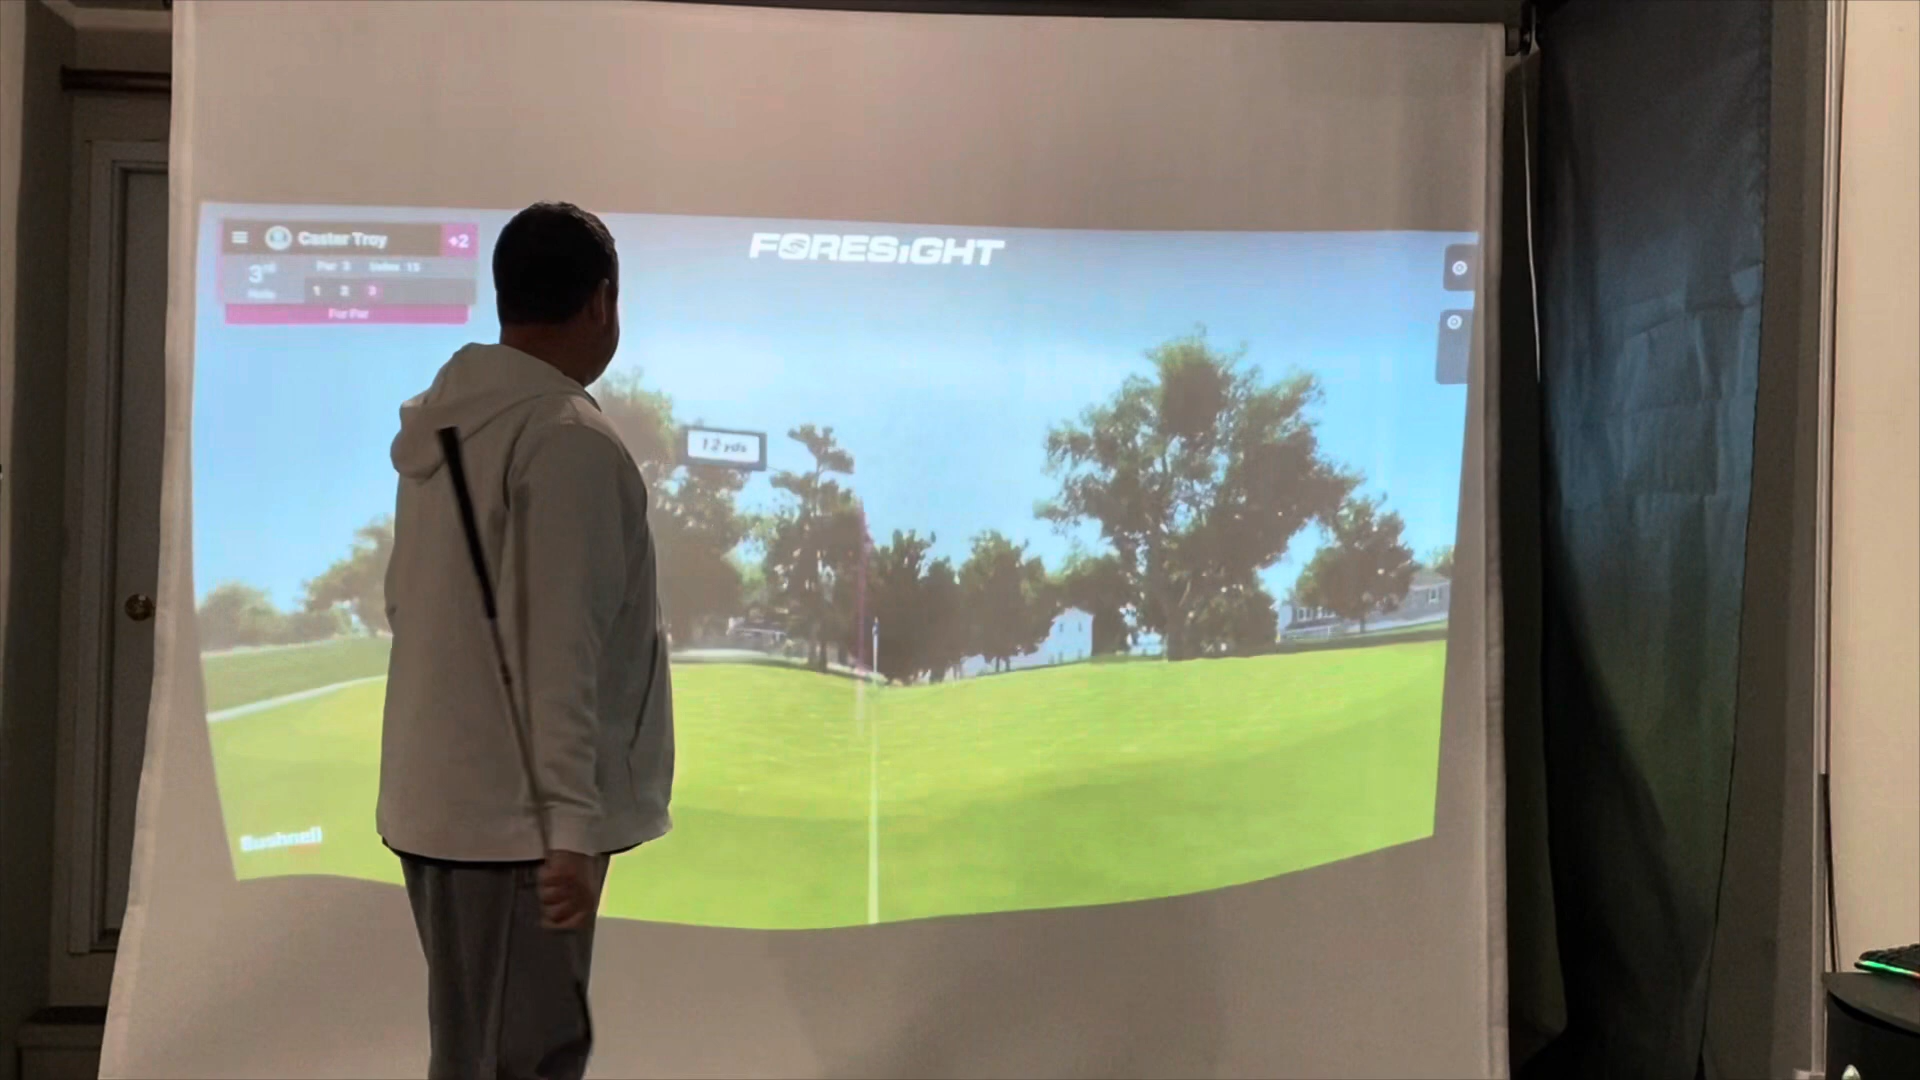 Caster Troy +2
FORESiGHT
3rd
Hole
Par 3 Index 13
1 2 3
For Par
12 yds
Bushnell